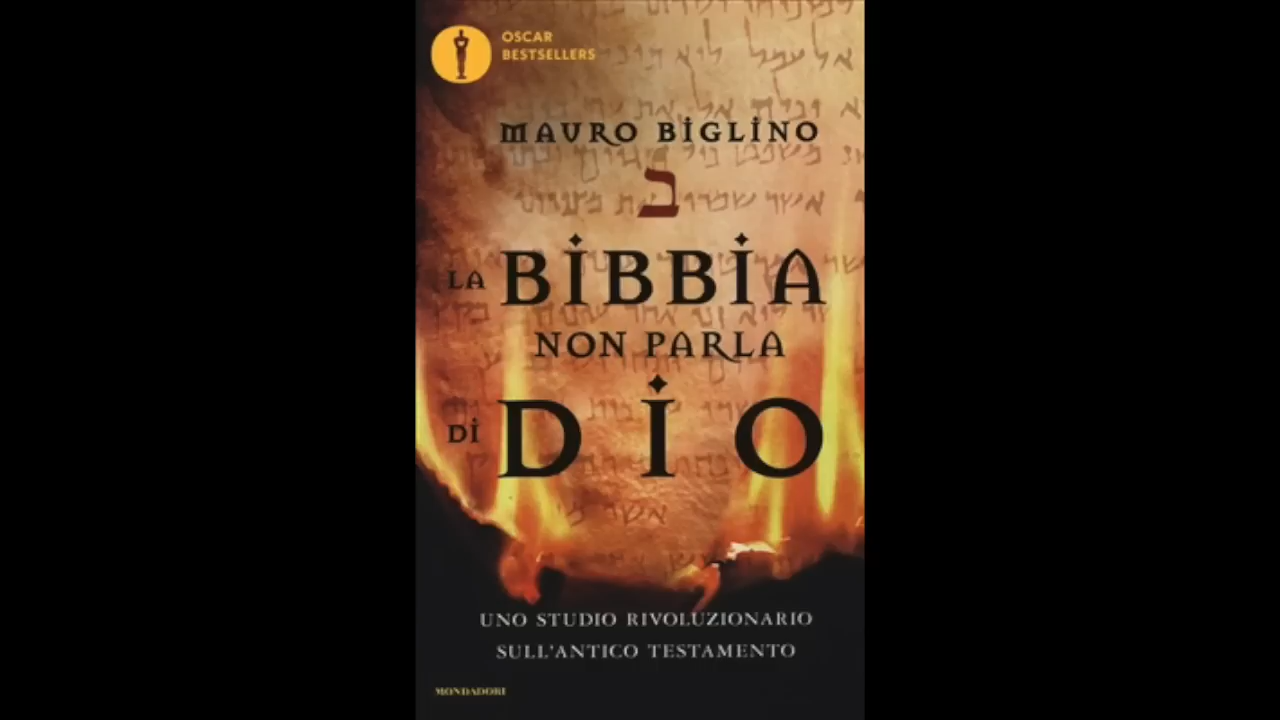 OSCAR
BESTSELLERS
MAURO BIGLINO
ב
LA BIBBIA
NON PARLA
DI DIO
UNO STUDIO RIVOLUZIONARIO
SULL'ANTICO TESTAMENTO
MONDADORI